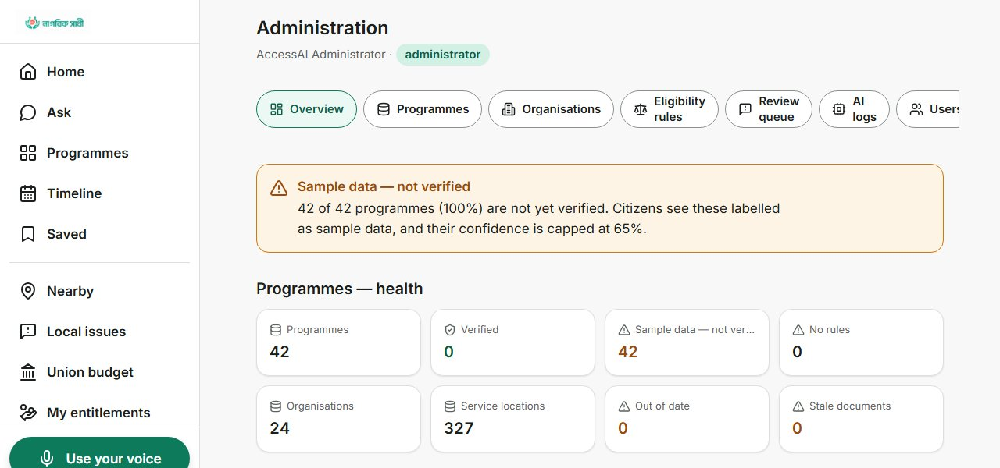 নাগরিক সাথী
Home
Ask
Programmes
Timeline
Saved
Nearby
Local issues
Union budget
My entitlements
Use your voice
Administration
AccessAI Administrator · administrator
Overview
Programmes
Organisations
Eligibility
rules
Review
queue
AI
logs
Users
Sample data — not verified
42 of 42 programmes (100%) are not yet verified. Citizens see these labelled
as sample data, and their confidence is capped at 65%.
Programmes — health
Programmes
42
Verified
0
Sample data — not ver...
42
No rules
0
Organisations
24
Service locations
327
Out of date
0
Stale documents
0